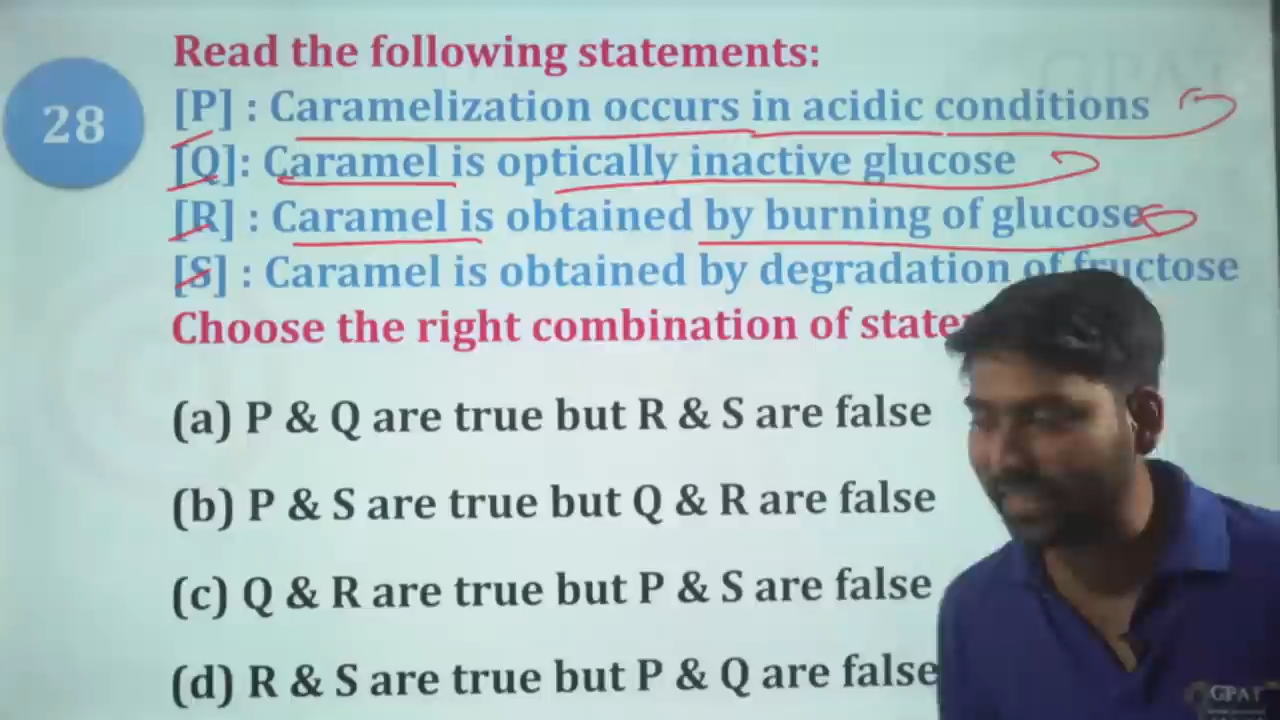 GPAT
Read the following statements:
28
[P] : Caramelization occurs in acidic conditions
[Q]: Caramel is optically inactive glucose
[R] : Caramel is obtained by burning of glucose
[S] : Caramel is obtained by degradation of fructose
Choose the right combination of
(a) P & Q are true but R & S are false
(b) P & S are true but Q & R are false
(c) Q & R are true but P & S are false
(d) R & S are true but P & Q are false
GPAT